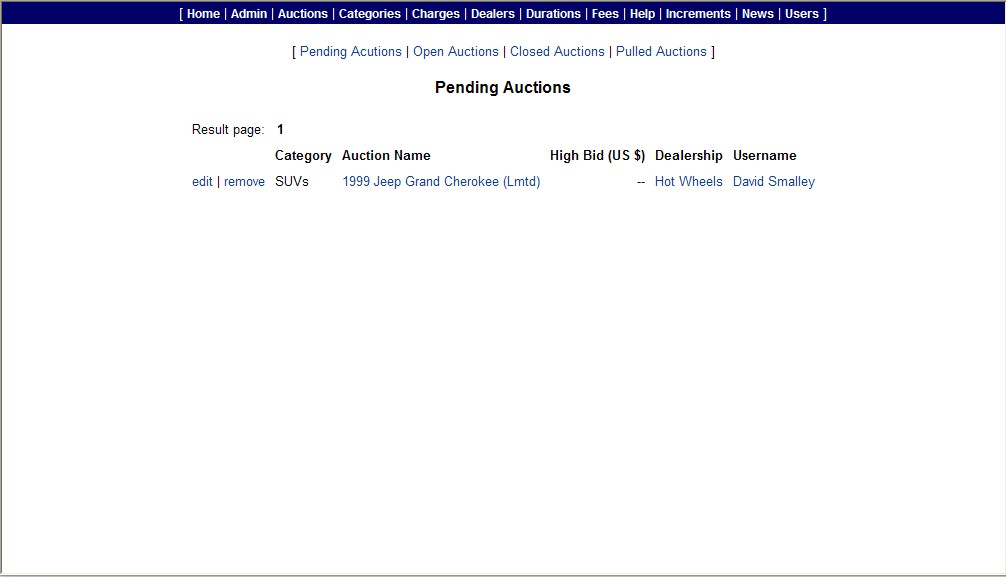 [ Home | Admin | Auctions | Categories | Charges | Dealers | Durations | Fees | Help | Increments | News | Users ]
[ Pending Acutions | Open Auctions | Closed Auctions | Pulled Auctions ]
Pending Auctions
Result page: 1
Category Auction Name High Bid (US $) Dealership Username
edit | remove SUVs 1999 Jeep Grand Cherokee (Lmtd) -- Hot Wheels David Smalley